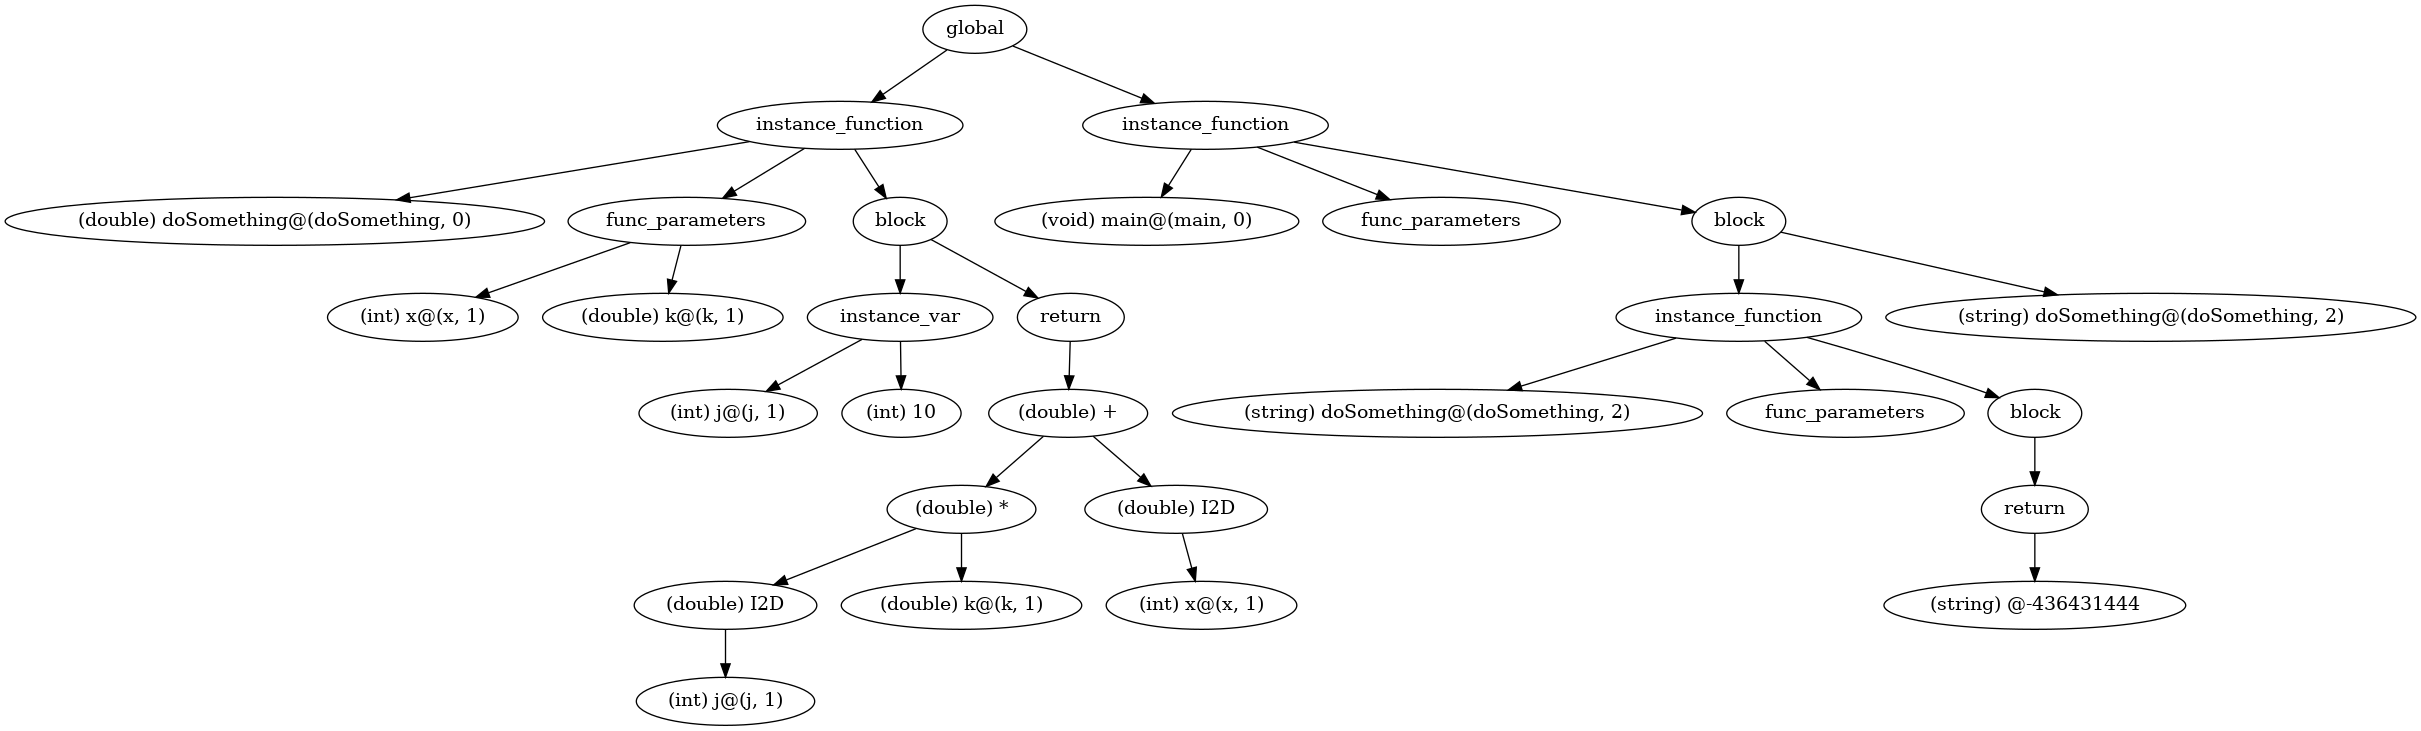 global
instance_function
instance_function
(double) doSomething@(doSomething, 0)
func_parameters
block
(void) main@(main, 0)
func_parameters
block
(int) x@(x, 1)
(double) k@(k, 1)
instance_var
return
instance_function
(string) doSomething@(doSomething, 2)
(int) j@(j, 1)
(int) 10
(double) +
(string) doSomething@(doSomething, 2)
func_parameters
block
(double) *
(double) I2D
return
(double) I2D
(double) k@(k, 1)
(int) x@(x, 1)
(string) @-436431444
(int) j@(j, 1)